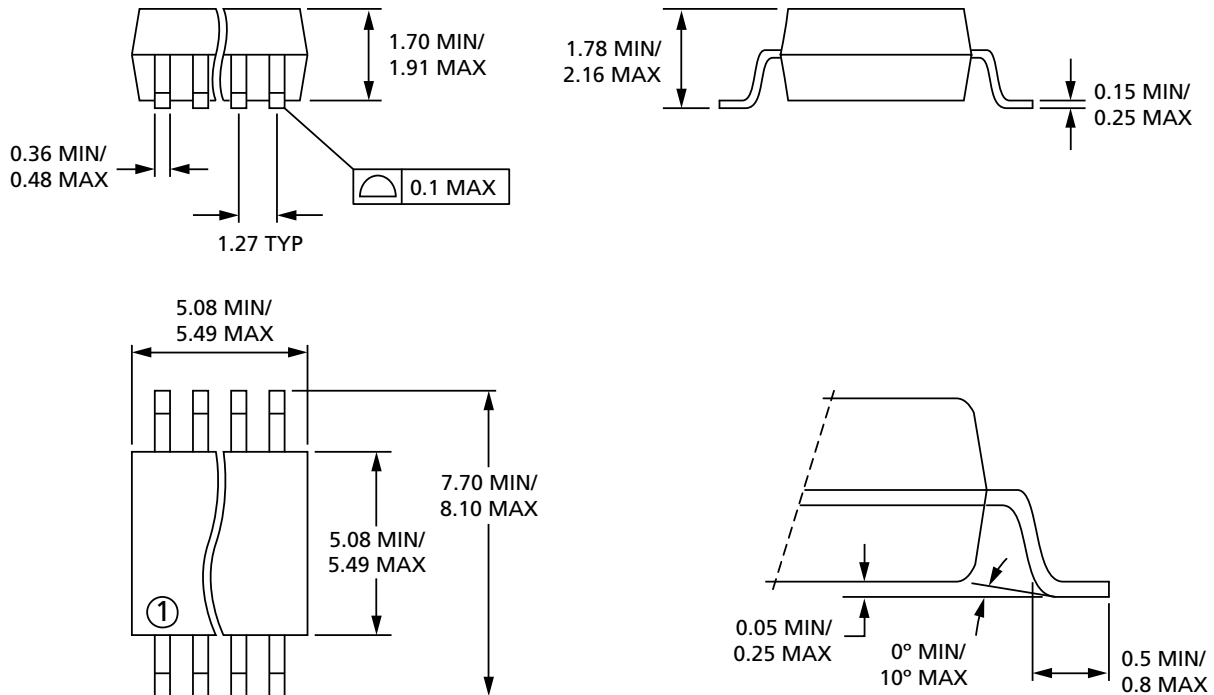 1.70 MIN/
1.91 MAX
1.78 MIN/
2.16 MAX
0.15 MIN/
0.25 MAX
0.36 MIN/
0.48 MAX
0.1 MAX
1.27 TYP
5.08 MIN/
5.49 MAX
7.70 MIN/
8.10 MAX
5.08 MIN/
5.49 MAX
1
0.05 MIN/
0.25 MAX
0º MIN/
10º MAX
0.5 MIN/
0.8 MAX